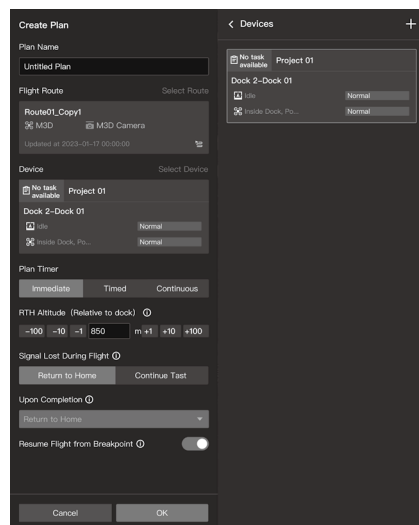 Create Plan
Plan Name
Untitled Plan
Flight Route
Select Route
Route01_Copy1
M3D
M3D Camera
Updated at 2023-01-17 00:00:00
Device
Select Device
No task
available
Project 01
Dock 2-Dock 01
Idle
Normal
Inside Dock, Po...
Normal
Plan Timer
Immediate
Timed
Continuous
RTH Altitude (Relative to dock)
-100 -10 -1 850 m +1 +10 +100
Signal Lost During Flight
Return to Home
Continue Tast
Upon Completion
Return to Home
Resume Flight from Breakpoint
Cancel
OK
Devices
No task
available
Project 01
Dock 2-Dock 01
Idle
Normal
Inside Dock, Po...
Normal